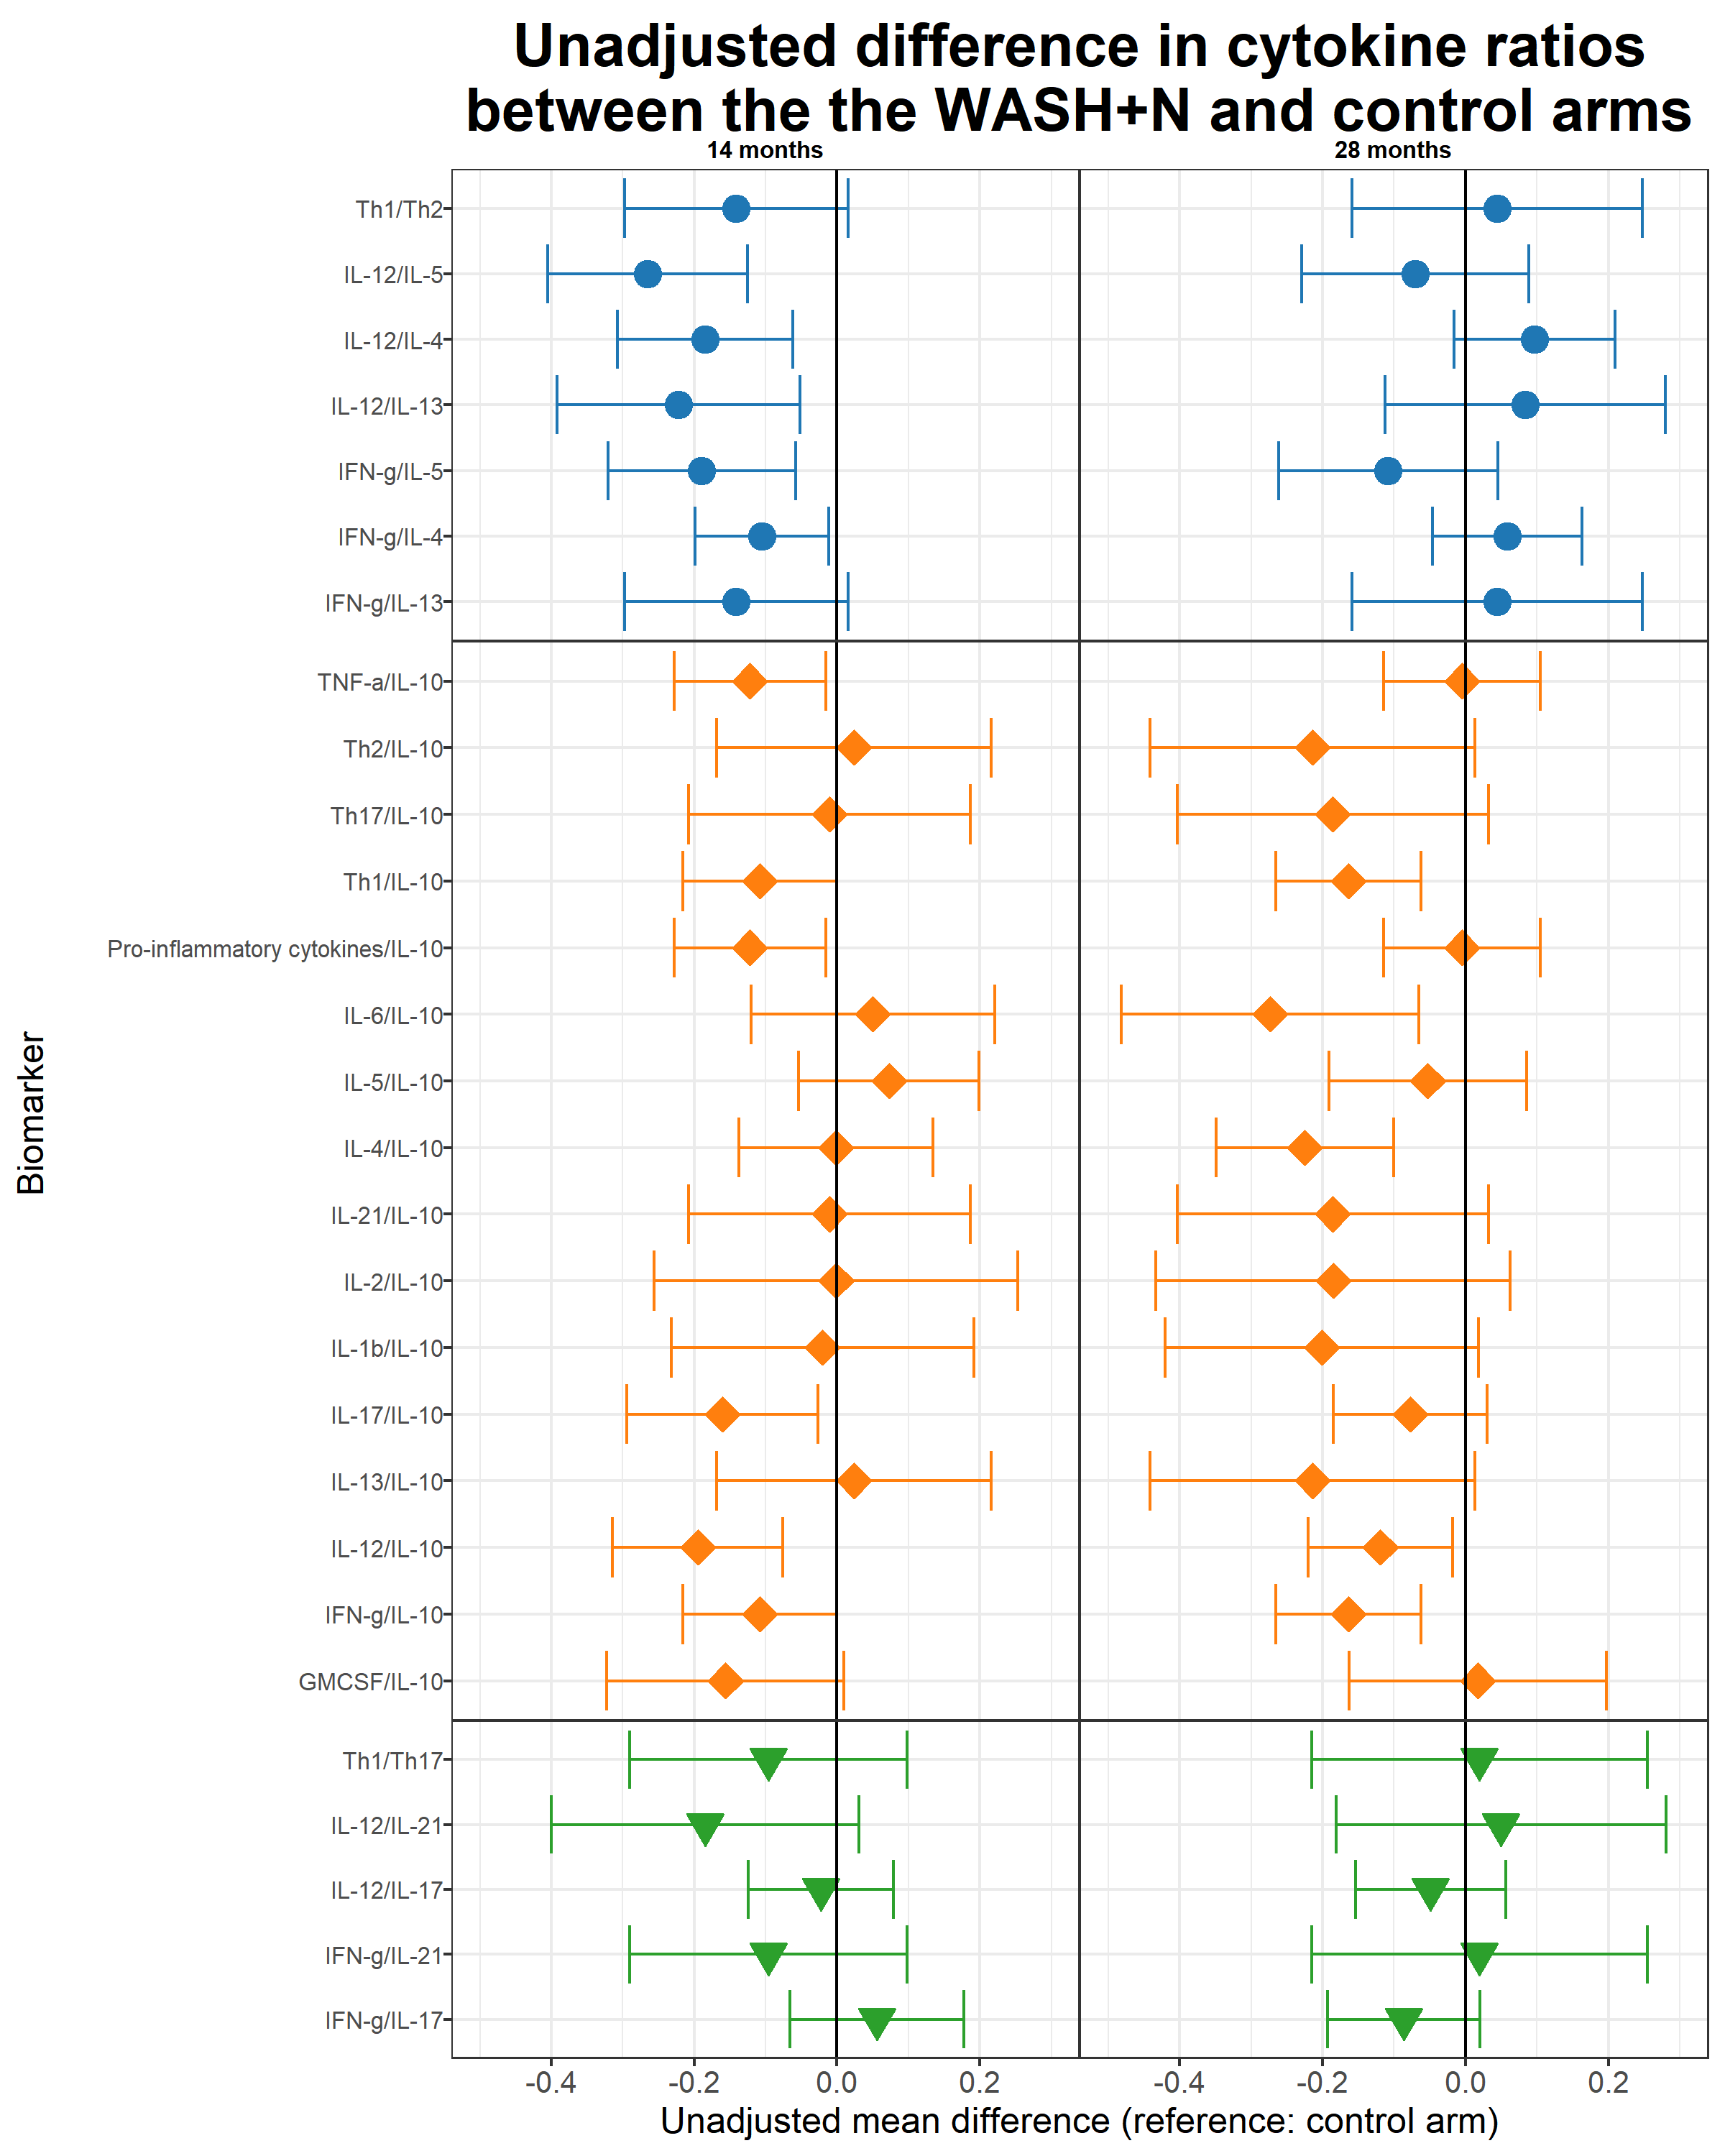 Unadjusted difference in cytokine ratios
between the the WASH+N and control arms
14 months 28 months
Th1/Th2
IL-12/IL-5
IL-12/IL-4
IL-12/IL-13
IFN-g/IL-5
IFN-g/IL-4
IFN-g/IL-13
TNF-a/IL-10
Th2/IL-10
Th17/IL-10
Th1/IL-10
Pro-inflammatory cytokines/IL-10
IL-6/IL-10
IL-5/IL-10
IL-4/IL-10
IL-21/IL-10
IL-2/IL-10
IL-1b/IL-10
IL-17/IL-10
IL-13/IL-10
IL-12/IL-10
IFN-g/IL-10
GMCSF/IL-10
Th1/Th17
IL-12/IL-21
IL-12/IL-17
IFN-g/IL-21
IFN-g/IL-17
Biomarker
-0.4 -0.2 0.0 0.2 -0.4 -0.2 0.0 0.2
Unadjusted mean difference (reference: control arm)